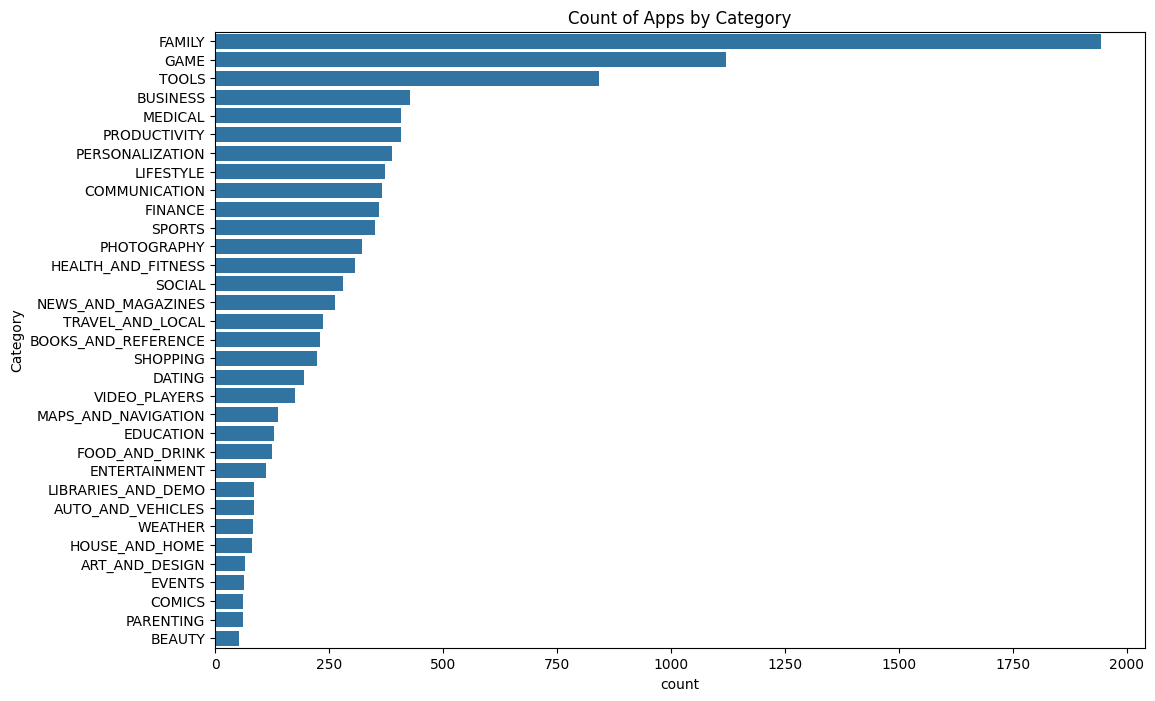 Count of Apps by Category
Category
FAMILY
GAME
TOOLS
BUSINESS
MEDICAL
PRODUCTIVITY
PERSONALIZATION
LIFESTYLE
COMMUNICATION
FINANCE
SPORTS
PHOTOGRAPHY
HEALTH_AND_FITNESS
SOCIAL
NEWS_AND_MAGAZINES
TRAVEL_AND_LOCAL
BOOKS_AND_REFERENCE
SHOPPING
DATING
VIDEO_PLAYERS
MAPS_AND_NAVIGATION
EDUCATION
FOOD_AND_DRINK
ENTERTAINMENT
LIBRARIES_AND_DEMO
AUTO_AND_VEHICLES
WEATHER
HOUSE_AND_HOME
ART_AND_DESIGN
EVENTS
COMICS
PARENTING
BEAUTY
0 250 500 750 1000 1250 1500 1750 2000
count